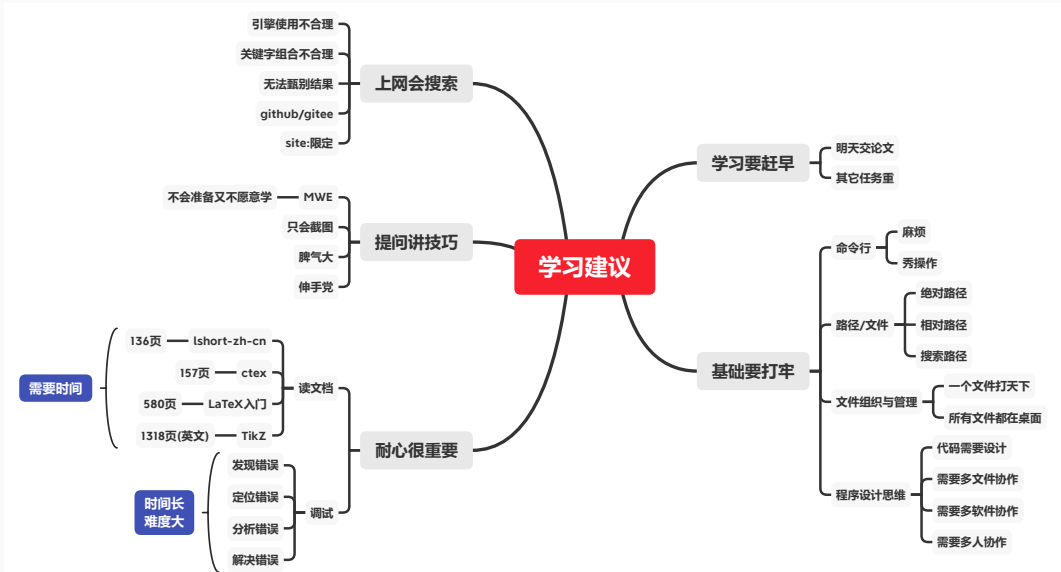 学习建议
上网会搜索
引擎使用不合理
关键字组合不合理
无法甄别结果
github/gitee
site:限定
提问讲技巧
MWE
不会准备又不愿意学
只会截图
脾气大
伸手党
耐心很重要
读文档
lshort-zh-cn
136页
ctex
157页
LaTeX入门
580页
TikZ
1318页(英文)
需要时间
调试
发现错误
定位错误
分析错误
解决错误
时间长
难度大
学习要赶早
明天交论文
其它任务重
基础要打牢
命令行
麻烦
秀操作
路径/文件
绝对路径
相对路径
搜索路径
文件组织与管理
一个文件打天下
所有文件都在桌面
程序设计思维
代码需要设计
需要多文件协作
需要多软件协作
需要多人协作